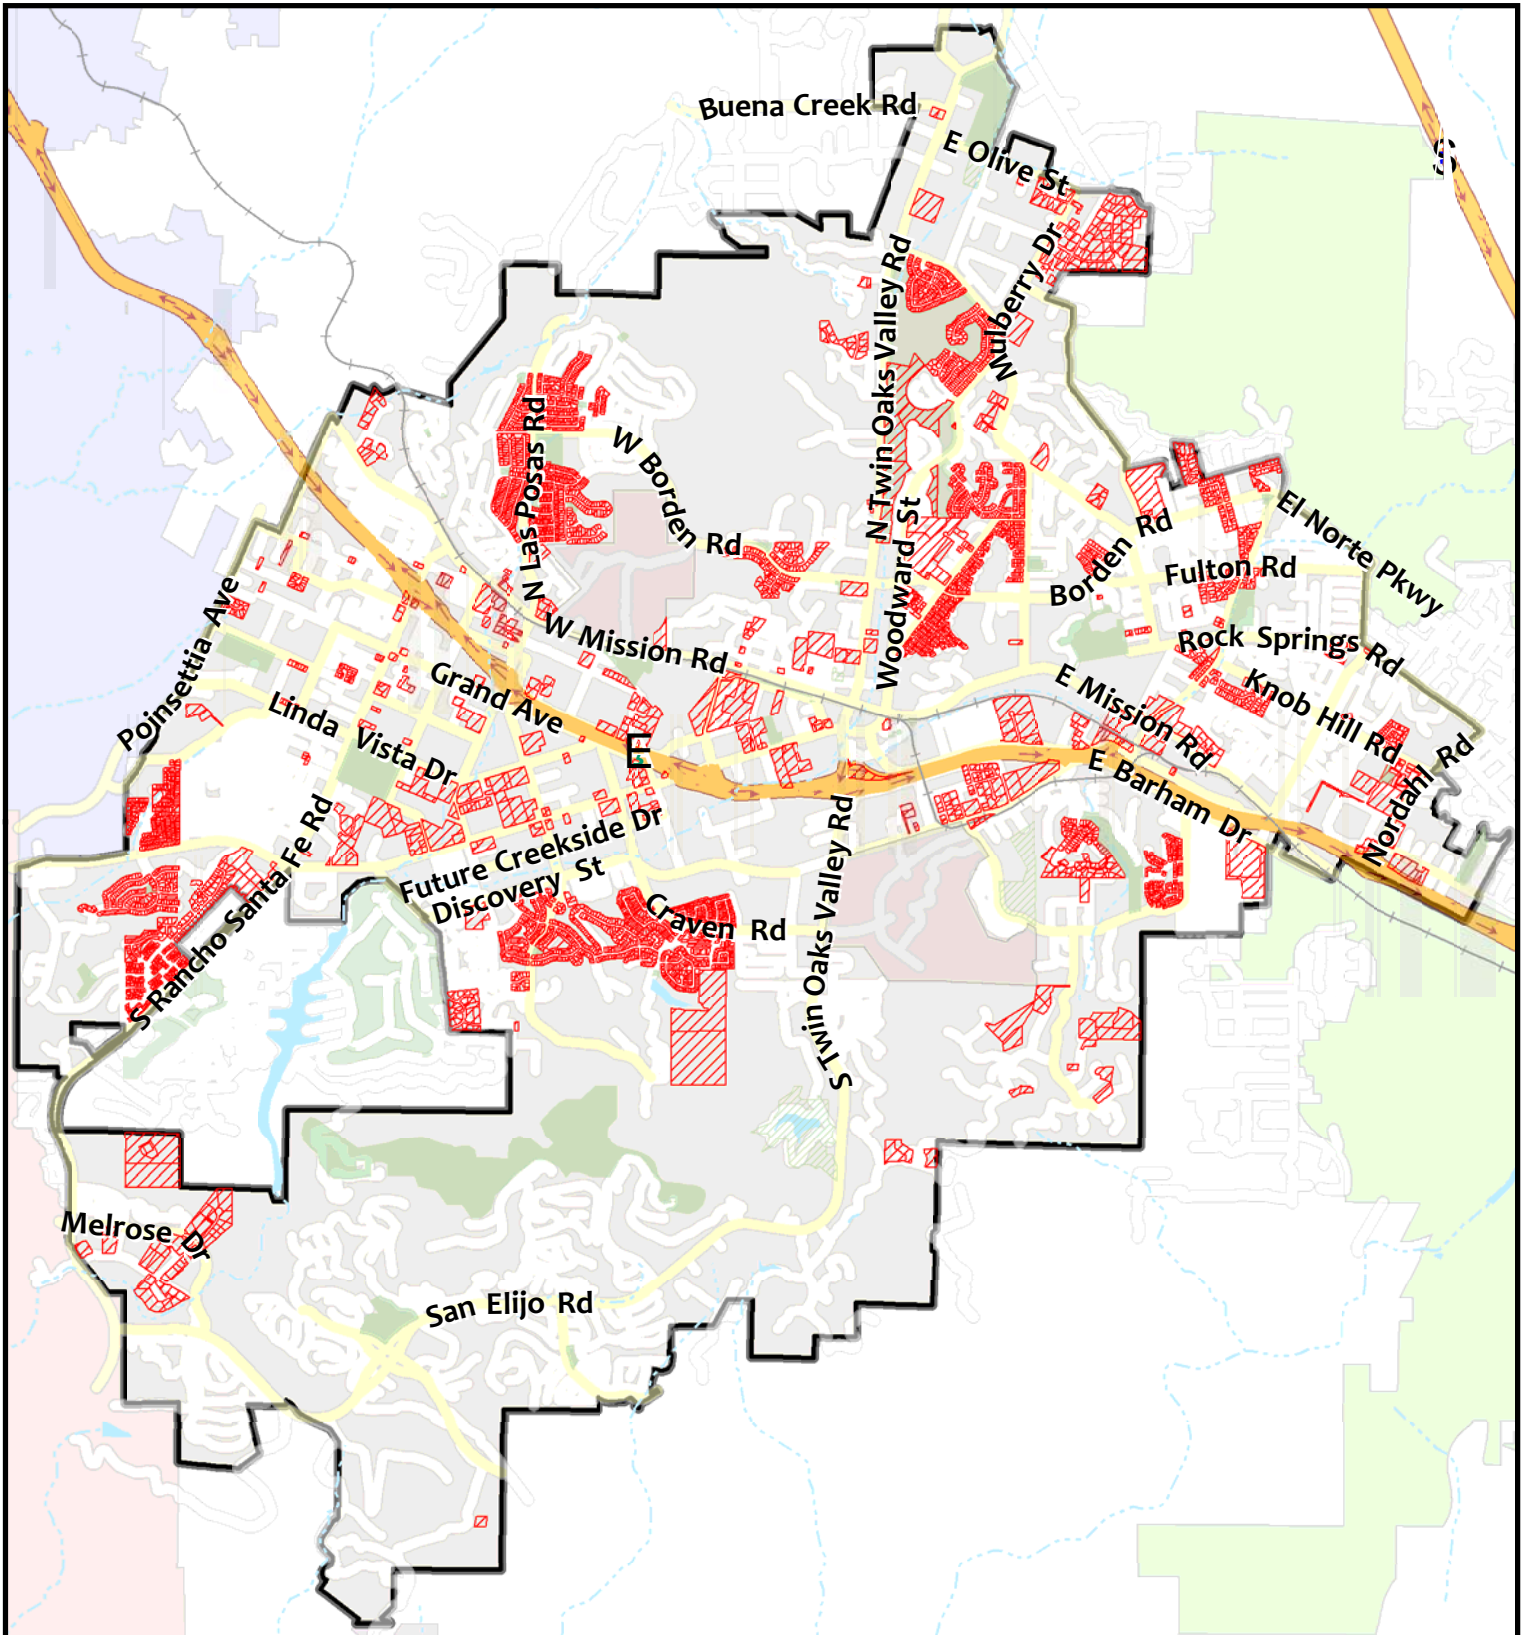 Buena Creek Rd
E Olive St
S
Mulberry Dr
N Twin Oaks Valley Rd
N Las Posas Rd
W Borden Rd
Woodward St
Borden Rd
El Norte Pkwy
Fulton Rd
Poinsettia Ave
W Mission Rd
Rock Springs Rd
Grand Ave
E Mission Rd
Knob Hill Rd
Linda Vista Dr
E
E Barham Dr
Nordahl Rd
S Rancho Santa Fe Rd
Future Creekside Dr
Discovery St
Craven Rd
S Twin Oaks Valley Rd
Melrose Dr
San Elijo Rd